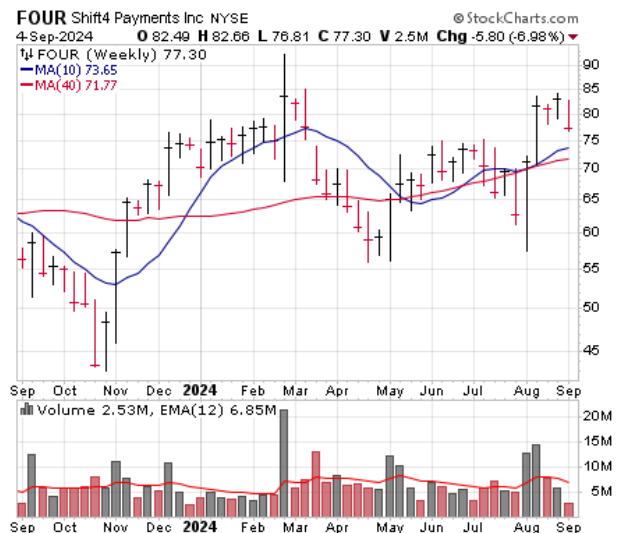 FOUR Shift4 Payments Inc NYSE © StockCharts.com
4-Sep-2024 O 82.49 H 82.66 L 76.81 C 77.30 V 2.5M Chg -5.80 (-6.98%)
FOUR (Weekly) 77.30
MA(10) 73.65
MA(40) 71.77
90
85
80
75
70
65
60
55
50
45
Sep Oct Nov Dec 2024 Feb Mar Apr May Jun Jul Aug Sep
Volume 2.53M, EMA(12) 6.85M
20M
15M
10M
5M
Sep Oct Nov Dec 2024 Feb Mar Apr May Jun Jul Aug Sep